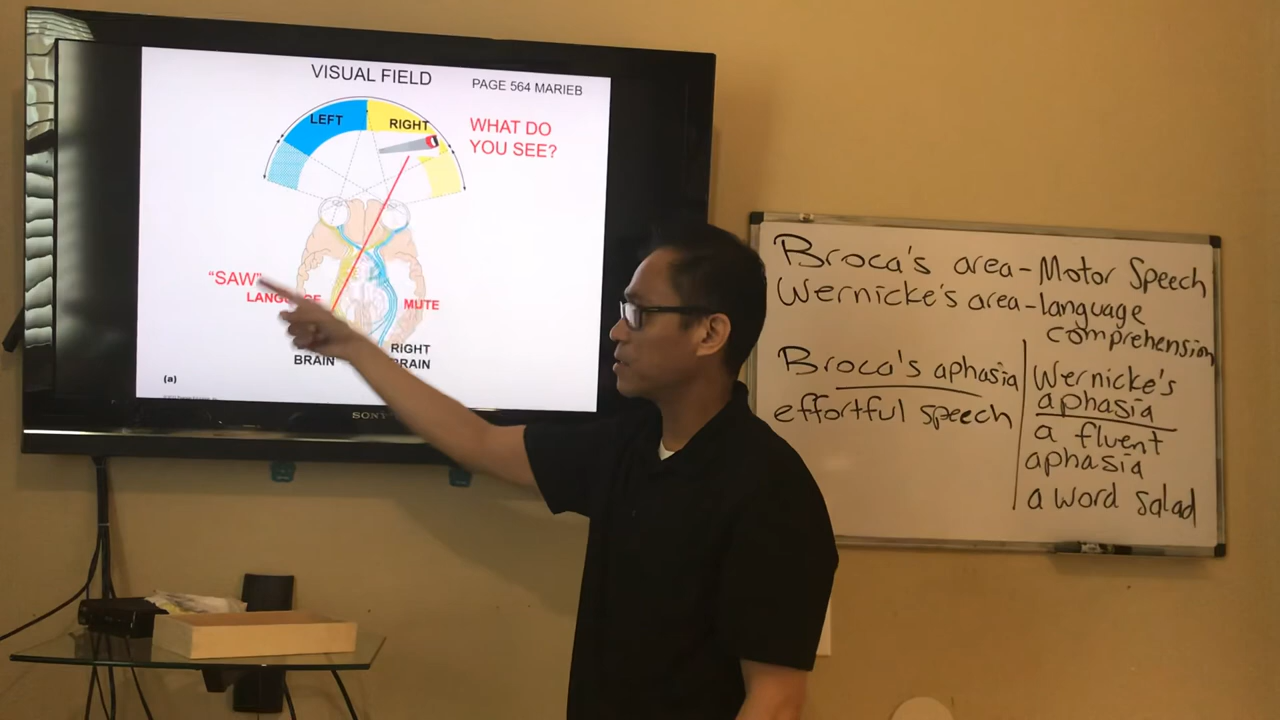 VISUAL FIELD
PAGE 564 MARIEB
LEFT
RIGHT
WHAT DO
YOU SEE?
"SAW"
MUTE
RIGHT
BRAIN
(a)
SONY
Broca's area - Motor Speech
Wernicke's area - language
comprehension
Broca's aphasia
effortful speech
Wernicke's
aphasia
a fluent
aphasia
a word salad